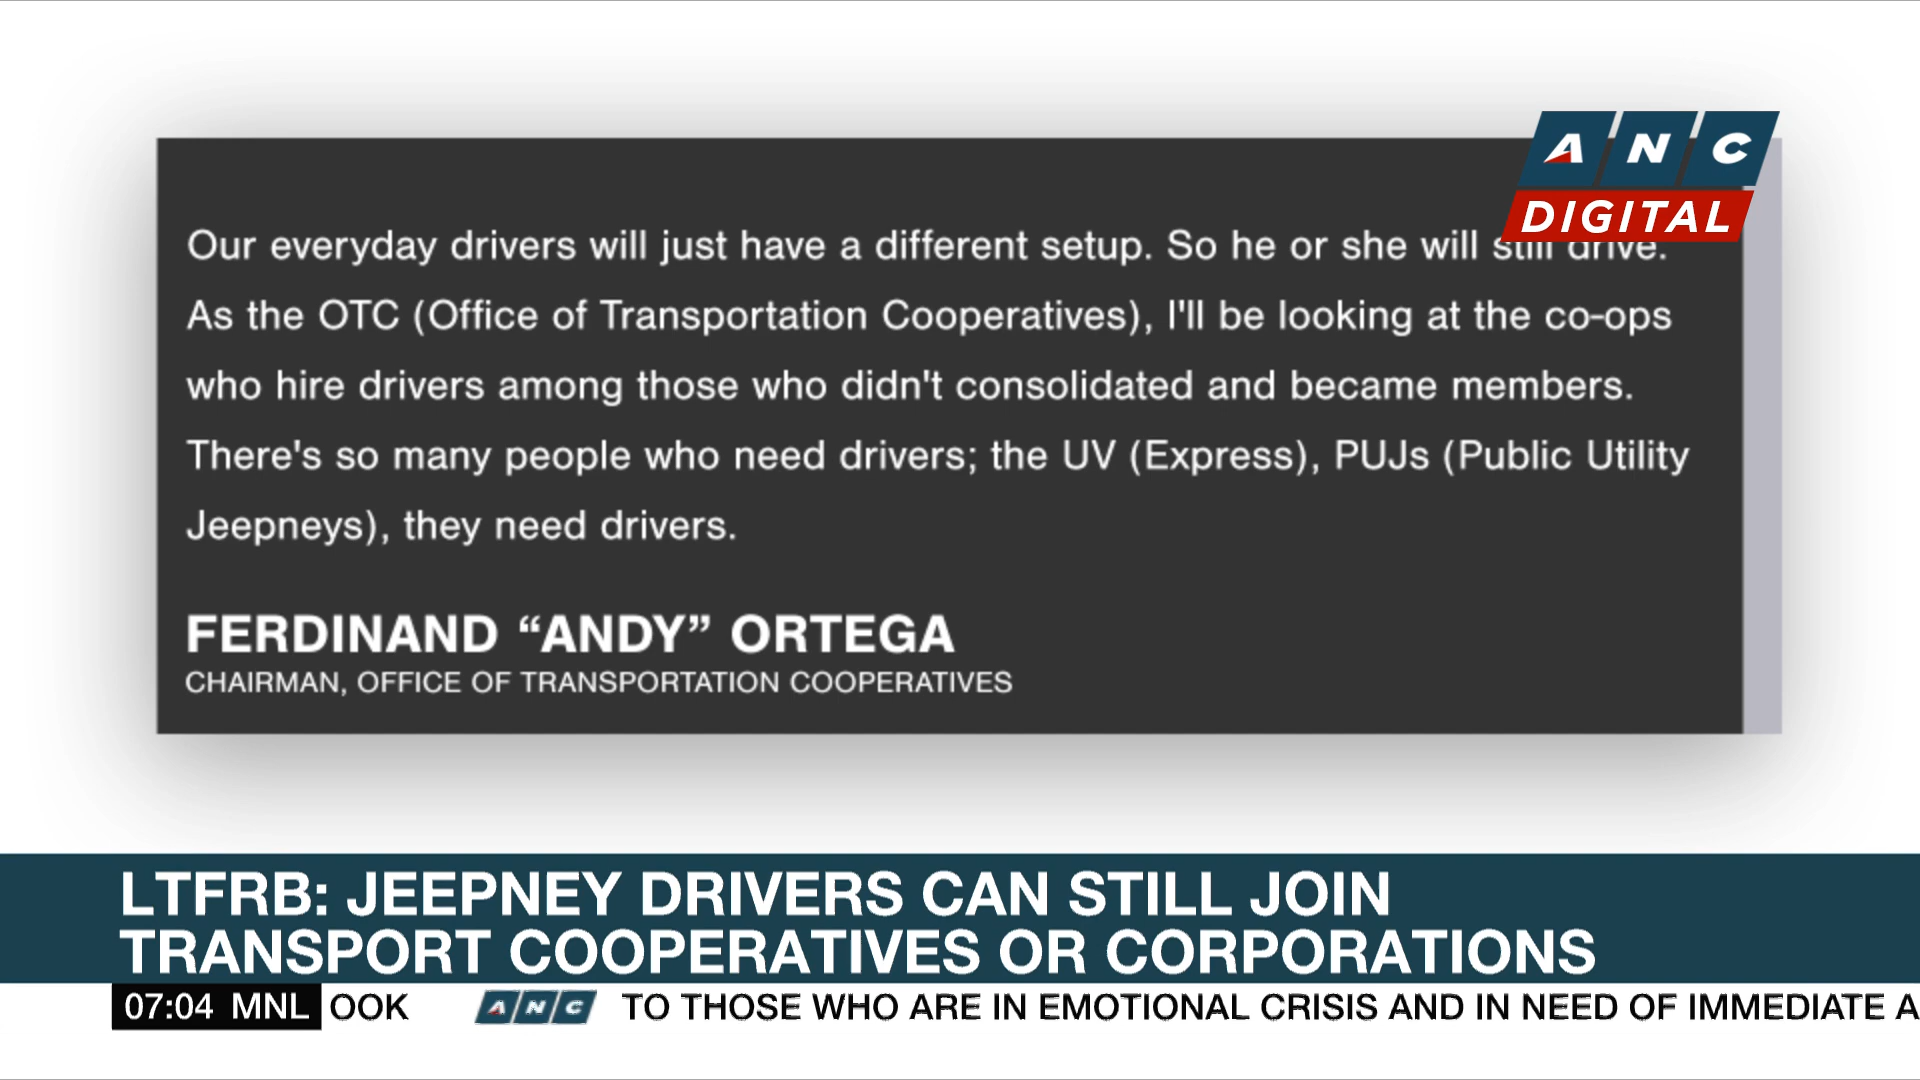 ANC
DIGITAL
Our everyday drivers will just have a different setup. So he or she will still drive.
As the OTC (Office of Transportation Cooperatives), I'll be looking at the co-ops
who hire drivers among those who didn't consolidated and became members.
There's so many people who need drivers; the UV (Express), PUJs (Public Utility
Jeepneys), they need drivers.
FERDINAND “ANDY” ORTEGA
CHAIRMAN, OFFICE OF TRANSPORTATION COOPERATIVES
LTFRB: JEEPNEY DRIVERS CAN STILL JOIN
TRANSPORT COOPERATIVES OR CORPORATIONS
07:04 MNL OOK ANC TO THOSE WHO ARE IN EMOTIONAL CRISIS AND IN NEED OF IMMEDIATE A